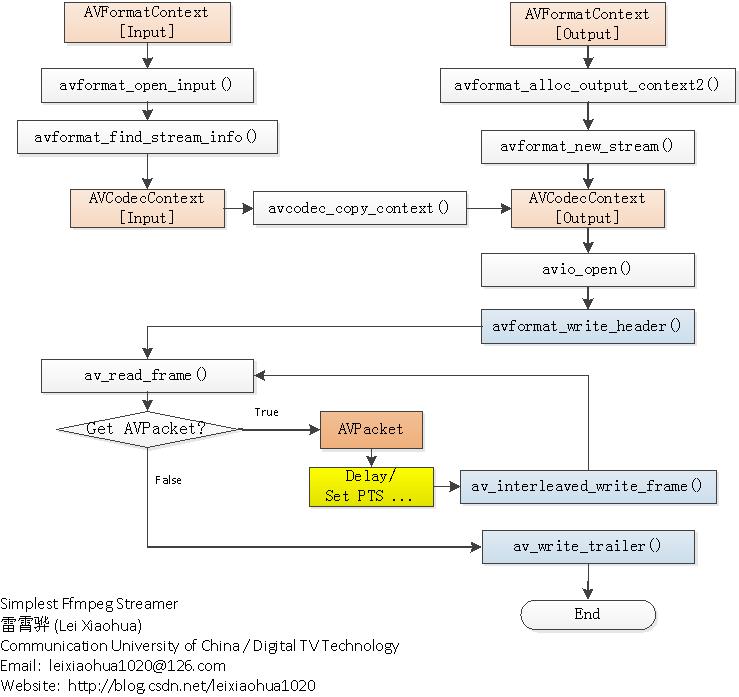 AVFormatContext
[Input]
AVFormatContext
[Output]
avformat_open_input()
avformat_alloc_output_context2()
avformat_find_stream_info()
avformat_new_stream()
AVCodecContext
[Input]
avcodec_copy_context()
AVCodecContext
[Output]
avio_open()
avformat_write_header()
av_read_frame()
Get AVPacket?
True
AVPacket
False
Delay/
Set PTS ...
av_interleaved_write_frame()
av_write_trailer()
End
Simplest Ffmpeg Streamer
雷霄骅 (Lei Xiaohua)
Communication University of China / Digital TV Technology
Email: leixiaohua1020@126.com
Website: http://blog.csdn.net/leixiaohua1020